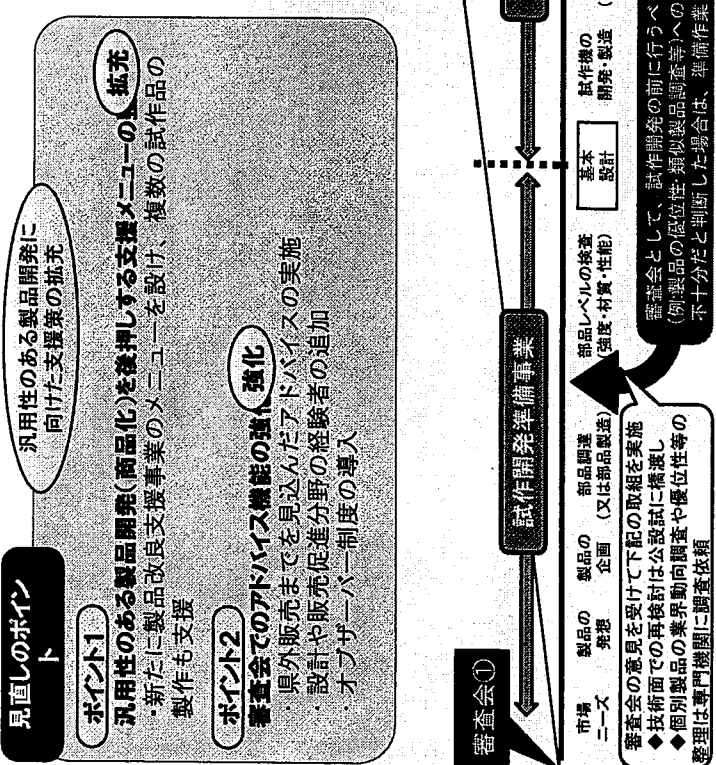 見直しのポイン
ト
汎用性のある製品開発に
向けた支援策の拡充
ポイント1
汎用性のある製品開発(商品化)を後押しする支援メニューの
拡充
・新たに製品改良支援事業のメニューを設け、複数の試作品の
製作も支援
ポイント2
審査会でのアドバイス機能の強化
強化
・県外販売までを見込んだアドバイスの実施
・設計や販売促進分野の経験者の追加
・オブザーバー制度の導入
審査会①
試作開発準備事業
市場
ニーズ
製品の
発想
製品の
企画
部品調達
(又は部品製造)
部品レベルの検査
(強度・材質・性能)
基本
設計
試作機の
開発・製造
審査会の意見を受けて下記の取組を実施
◆技術面での再検討は公設試に橋渡し
◆個別製品の業界動向調査や優位性等の
整理は専門機関に調査依頼
審査会として、試作開発の前に行うべ
(例:製品の優位性・類似製品調査等)への
不十分だと判断した場合は、準備作業